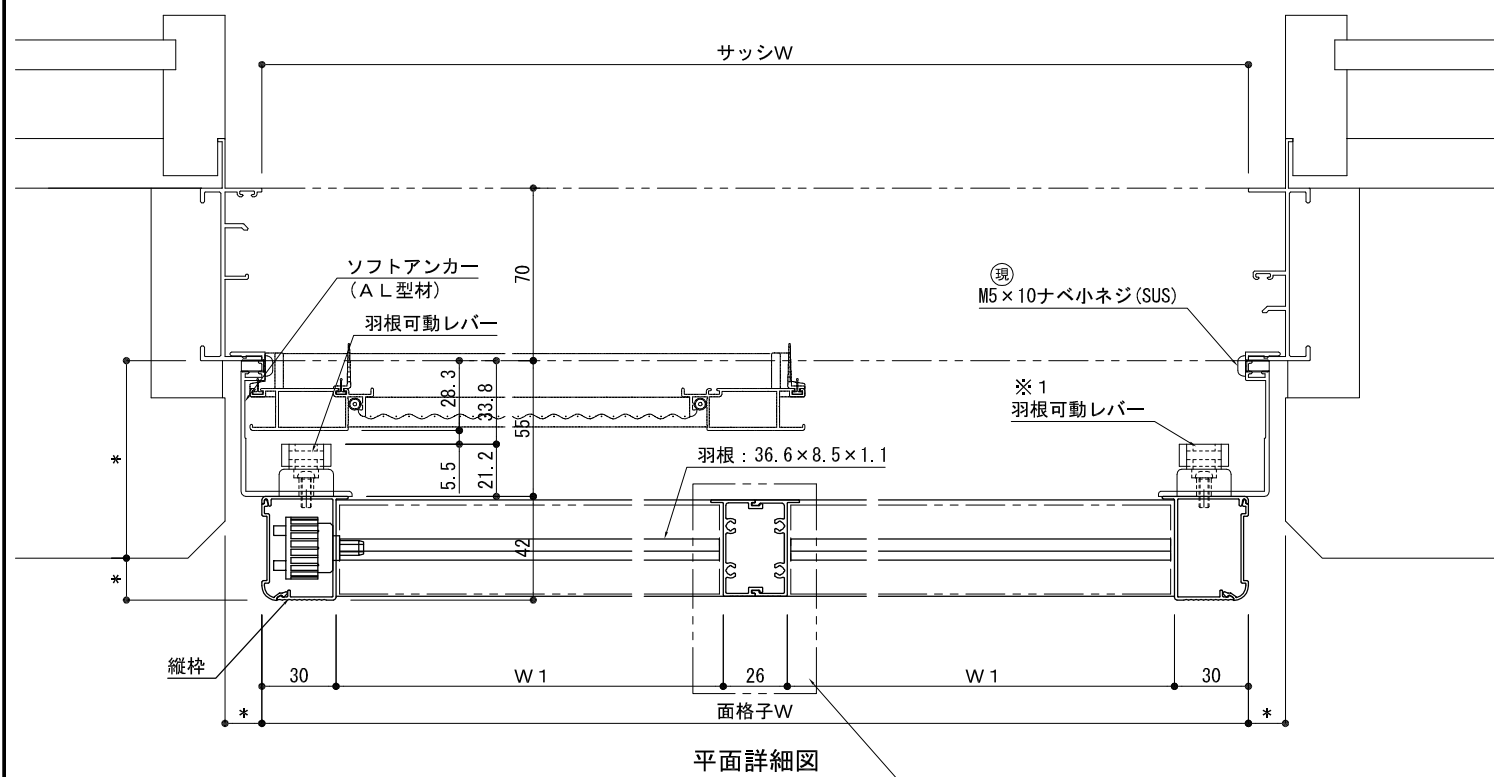 サッシW
ソフトアンカー
(AL型材)
羽根可動レバー
70
現
M5×10ナベ小ネジ(SUS)
※1
羽根可動レバー
28.3
33.8
55
5.5
21.2
羽根：36.6×8.5×1.1
42
*
*
縦枠
30
W1
26
W1
30
*
面格子W
*
平面詳細図